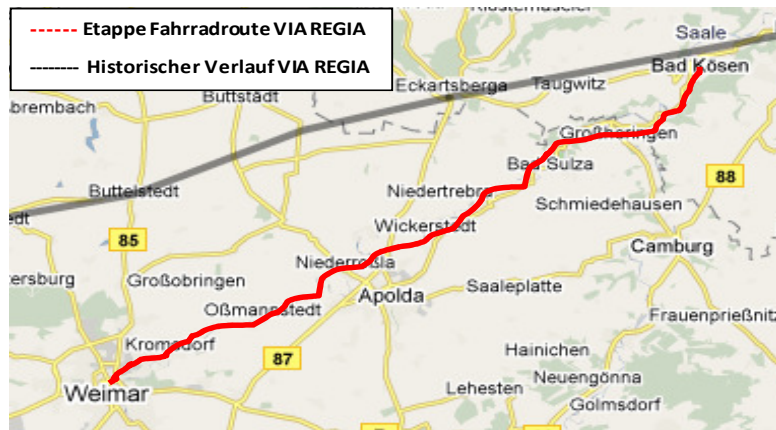 Etappe Fahrradroute VIA REGIA
Historischer Verlauf VIA REGIA
Saale
Bad Kösen
Eckartsberga
Taugwitz
Buttstädt
Großheringen
Bad Sulza
88
Buttelstedt
Niedertrebra
Schmiedehausen
Wickerstedt
85
Camburg
Niederroßla
Großobringen
Saaleplatte
Apolda
Oßmannstedt
Frauenprießnitz
Kromsdorf
87
Hainichen
Neuengönna
Weimar
Lehesten
Golmsdorf